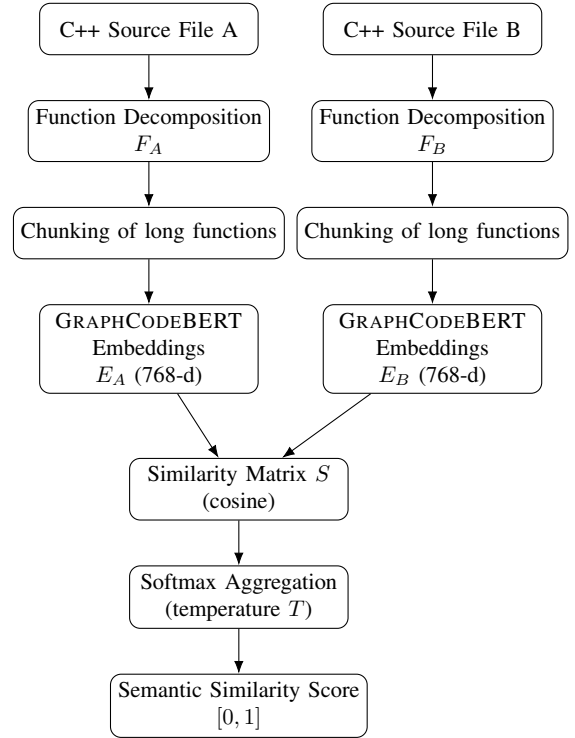 C++ Source File A
C++ Source File B
Function Decomposition
F_A
Function Decomposition
F_B
Chunking of long functions
Chunking of long functions
GRAPHCODEBERT
Embeddings
E_A (768-d)
GRAPHCODEBERT
Embeddings
E_B (768-d)
Similarity Matrix S
(cosine)
Softmax Aggregation
(temperature T)
Semantic Similarity Score
[0, 1]